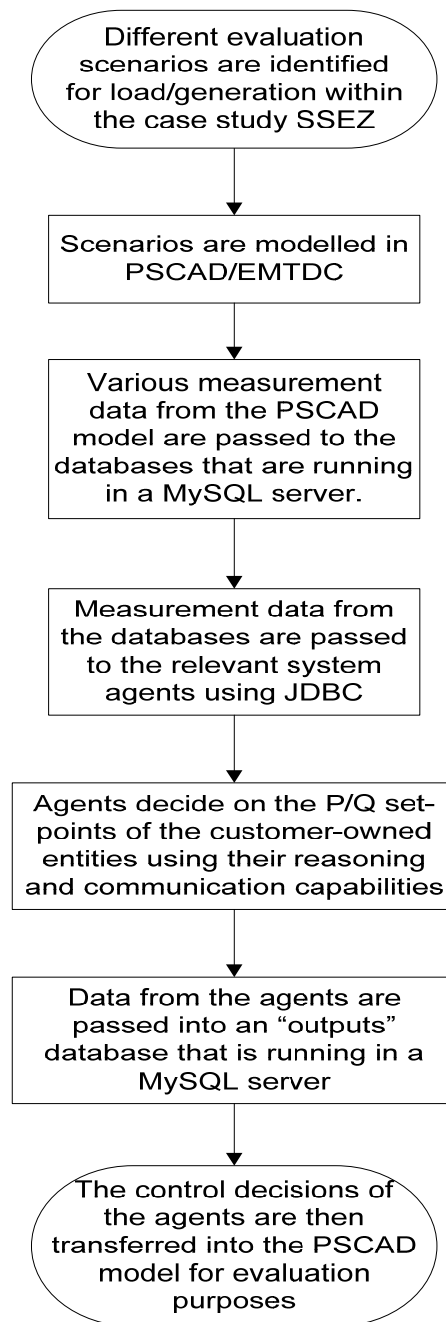 Different evaluation
scenarios are identified
for load/generation within
the case study SSEZ
Scenarios are modelled in
PSCAD/EMTDC
Various measurement
data from the PSCAD
model are passed to the
databases that are running
in a MySQL server.
Measurement data from
the databases are passed
to the relevant system
agents using JDBC
Agents decide on the P/Q set-
points of the customer-owned
entities using their reasoning
and communication capabilities
Data from the agents are
passed into an “outputs”
database that is running in a
MySQL server
The control decisions of
the agents are then
transferred into the PSCAD
model for evaluation
purposes